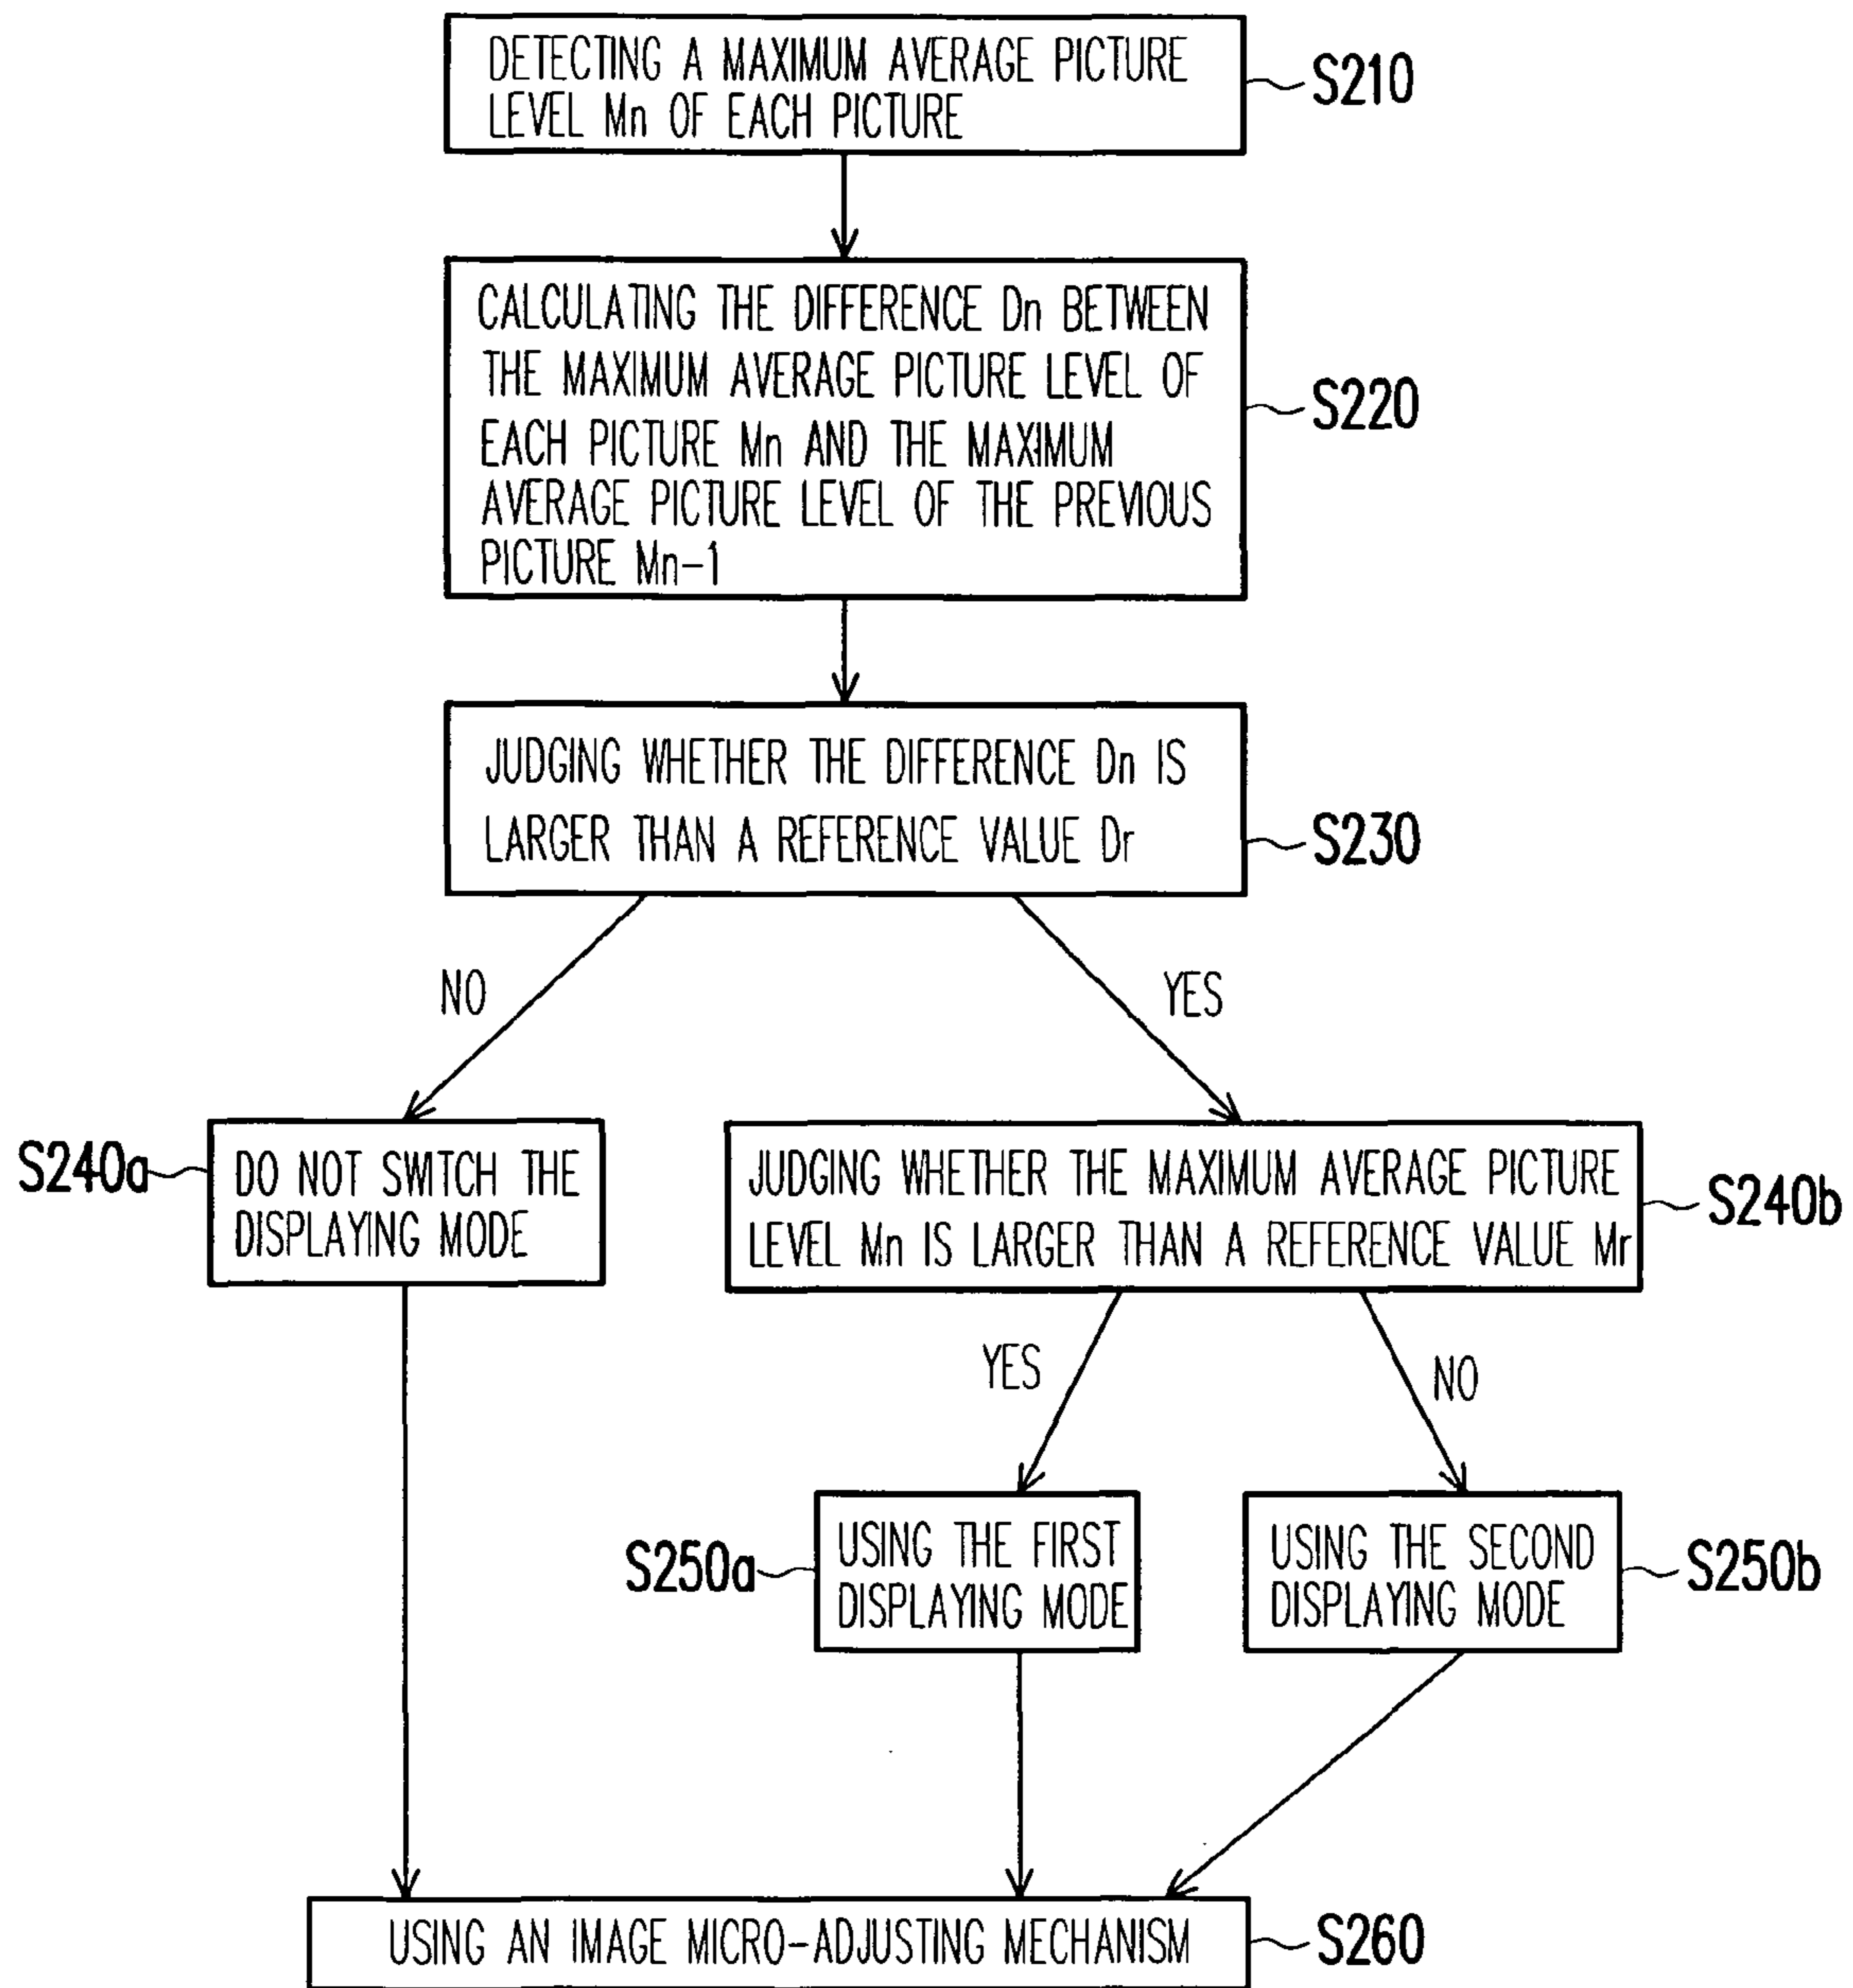 DETECTING A MAXIMUM AVERAGE PICTURE
LEVEL Mn OF EACH PICTURE
S210
CALCULATING THE DIFFERENCE Dn BETWEEN
THE MAXIMUM AVERAGE PICTURE LEVEL OF
EACH PICTURE Mn AND THE MAXIMUM
AVERAGE PICTURE LEVEL OF THE PREVIOUS
PICTURE Mn-1
S220
JUDGING WHETHER THE DIFFERENCE Dn IS
LARGER THAN A REFERENCE VALUE Dr
S230
NO
YES
S240a
DO NOT SWITCH THE
DISPLAYING MODE
JUDGING WHETHER THE MAXIMUM AVERAGE PICTURE
LEVEL Mn IS LARGER THAN A REFERENCE VALUE Mr
S240b
YES
NO
S250a
USING THE FIRST
DISPLAYING MODE
USING THE SECOND
DISPLAYING MODE
S250b
USING AN IMAGE MICRO-ADJUSTING MECHANISM
S260